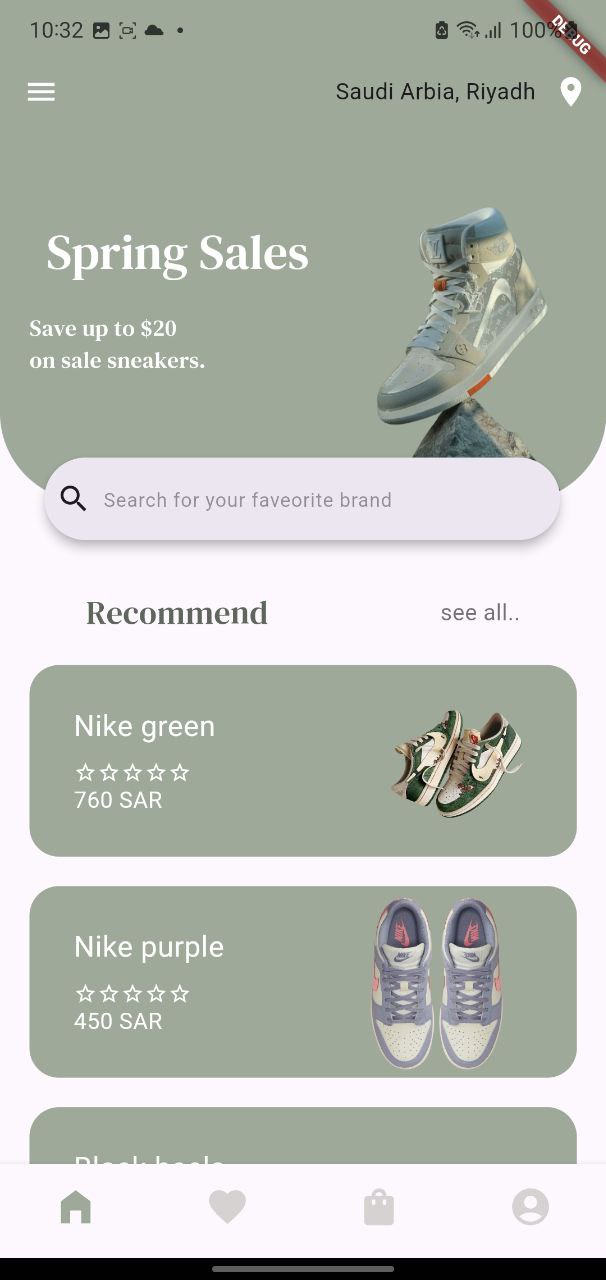 10:32
100%
DEBUG
Saudi Arbia, Riyadh
Spring Sales
Save up to $20
on sale sneakers.
Search for your faveorite brand
Recommend
see all..
Nike green
760 SAR
Nike purple
450 SAR